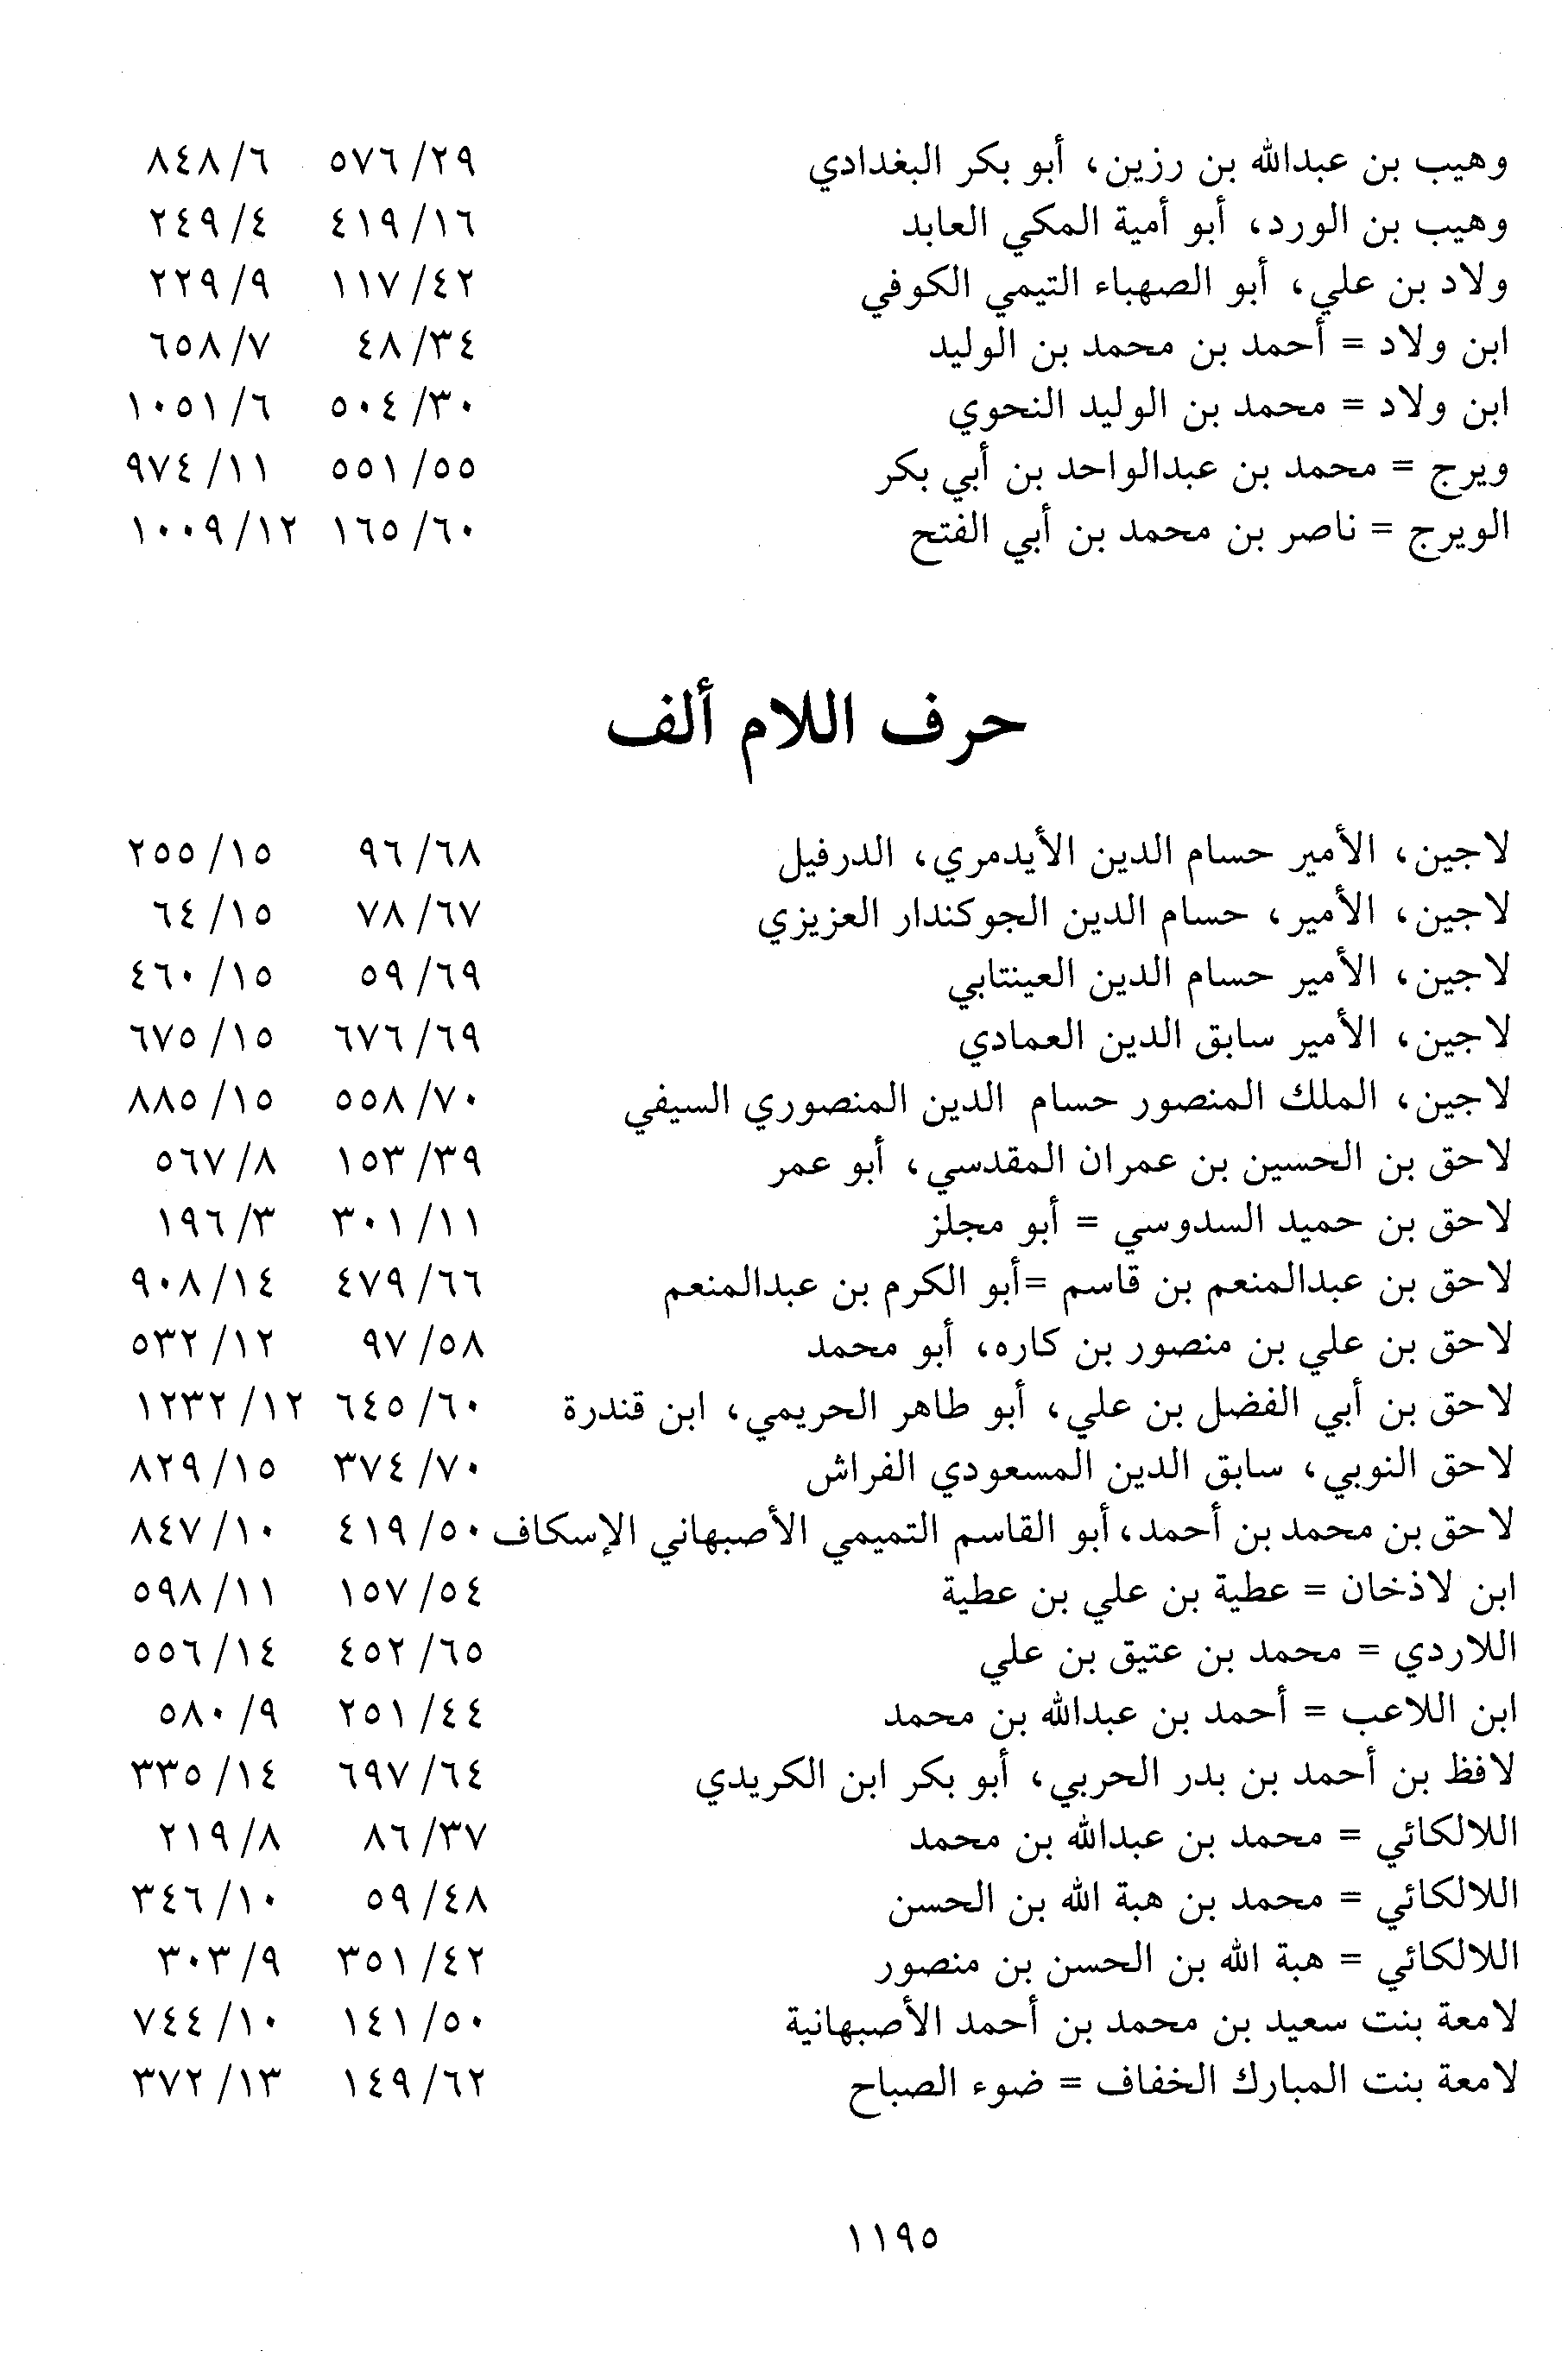 وهيب بن عبدالله بن رزين، أبو بكر البغدادي ٥٧٦/٢٩ ٨٤٨/٦
وهيب بن الورد، أبو أمية المكي العابد ٤١٩/١٦ ٢٤٩/٤
ولاد بن علي، أبو الصهباء التيمي الكوفي ١١٧/٤٢ ٢٢٩/٩
ابن ولاد = أحمد بن محمد بن الوليد ٤٨/٣٤ ٦٥٨/٧
ابن ولاد = محمد بن الوليد النحوي ٥٠٤/٣٠ ١٠٥١/٦
ويرج = محمد بن عبدالواحد بن أبي بكر ٥٥١/٥٥ ٩٧٤/١١
الويرج = ناصر بن محمد بن أبي الفتح ١٦٥/٦٠ ١٠٠٩/١٢
حرف اللام ألف
لاجين، الأمير حسام الدين الأيدمري، الدرفيل ٩٦/٦٨ ٢٥٥/١٥
لاجين، الأمير، حسام الدين الجوكندار العزيزي ٧٨/٦٧ ٦٤/١٥
لاجين، الأمير حسام الدين العينتابي ٥٩/٦٩ ٤٦٠/١٥
لاجين، الأمير سابق الدين العمادي ٦٧٦/٦٩ ٦٧٥/١٥
لاجين، الملك المنصور حسام الدين المنصوري السيفي ٥٥٨/٧٠ ٨٨٥/١٥
لاحق بن الحسين بن عمران المقدسي، أبو عمر ١٥٣/٣٩ ٥٦٧/٨
لاحق بن حميد السدوسي = أبو مجلز ٣٠١/١١ ١٩٦/٣
لاحق بن عبدالمنعم بن قاسم =أبو الكرم بن عبدالمنعم ٤٧٩/٦٦ ٩٠٨/١٤
لاحق بن علي بن منصور بن كاره، أبو محمد ٩٧/٥٨ ٥٣٢/١٢
لاحق بن أبي الفضل بن علي، أبو طاهر الحريمي، ابن قندرة ٦٤٥/٦٠ ١٢٣٢/١٢
لاحق النوبي، سابق الدين المسعودي الفراش ٣٧٤/٧٠ ٨٢٩/١٥
لاحق بن محمد بن أحمد، أبو القاسم التميمي الأصبهاني الإسكاف ٤١٩/٥٠ ٨٤٧/١٠
ابن لاذخان = عطية بن علي بن عطية ١٥٧/٥٤ ٥٩٨/١١
اللاردي = محمد بن عتيق بن علي ٤٥٢/٦٥ ٥٥٦/١٤
ابن اللاعب = أحمد بن عبدالله بن محمد ٢٥١/٤٤ ٥٨٠/٩
لافظ بن أحمد بن بدر الحربي، أبو بكر ابن الكريدي ٦٩٧/٦٤ ٣٣٥/١٤
اللالكائي = محمد بن عبدالله بن محمد ٨٦/٣٧ ٢١٩/٨
اللالكائي = محمد بن هبة الله بن الحسن ٥٩/٤٨ ٣٤٦/١٠
اللالكائي = هبة الله بن الحسن بن منصور ٣٥١/٤٢ ٣٠٣/٩
لامعة بنت سعيد بن محمد بن أحمد الأصبهانية ١٤١/٥٠ ٧٤٤/١٠
لامعة بنت المبارك الخفاف = ضوء الصباح ١٤٩/٦٢ ٣٧٢/١٣
١١٩٥